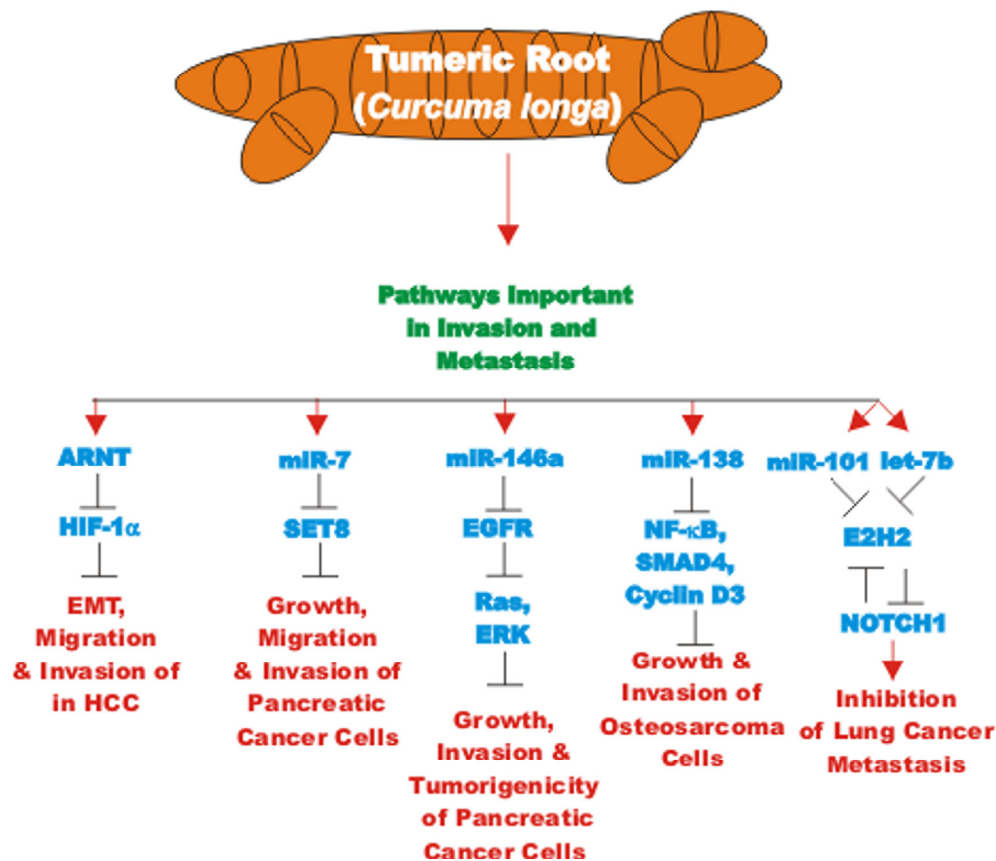 Tumeric Root
(Curcuma longa)
Pathways Important
in Invasion and
Metastasis
ARNT
HIF-1α
EMT,
Migration
& Invasion of
in HCC
miR-7
SET8
Growth,
Migration
& Invasion of
Pancreatic
Cancer Cells
miR-146a
EGFR
Ras,
ERK
Growth,
Invasion &
Tumorigenicity
of Pancreatic
Cancer Cells
miR-138
NF-κB,
SMAD4,
Cyclin D3
Growth &
Invasion of
Osteosarcoma
Cells
miR-101 let-7b
E2H2
NOTCH1
Inhibition
of Lung Cancer
Metastasis